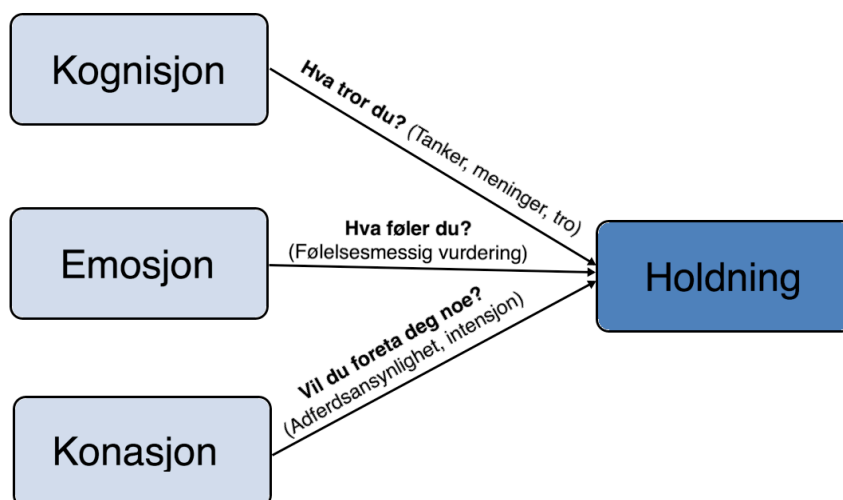 Kognisjon
Hva tror du? (Tanker, meninger, tro)
Emosjon
Hva føler du?
(Følelsesmessig vurdering)
Holdning
Vil du foreta deg noe?
(Adferdsansynlighet, intensjon)
Konasjon